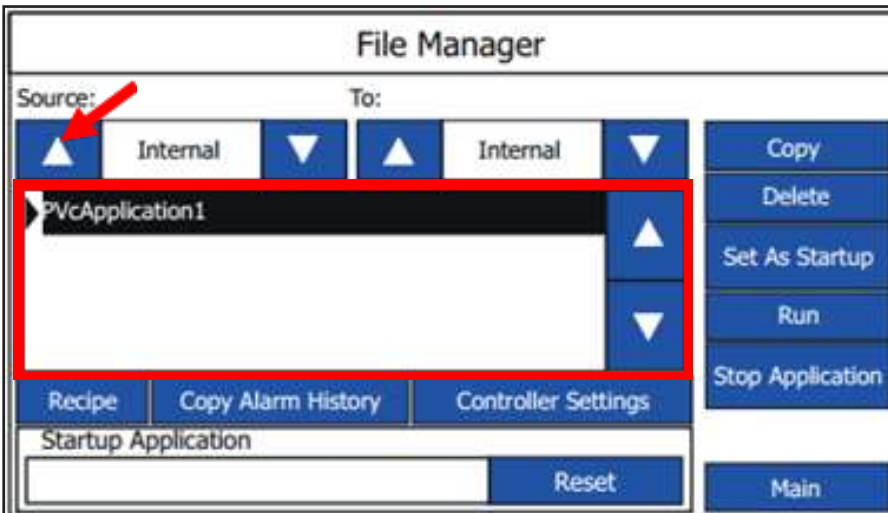 File Manager
Source: To:
Internal Internal Copy
PVcApplication1 Delete
Set As Startup
Run
Stop Application
Recipe Copy Alarm History Controller Settings
Startup Application
Reset Main